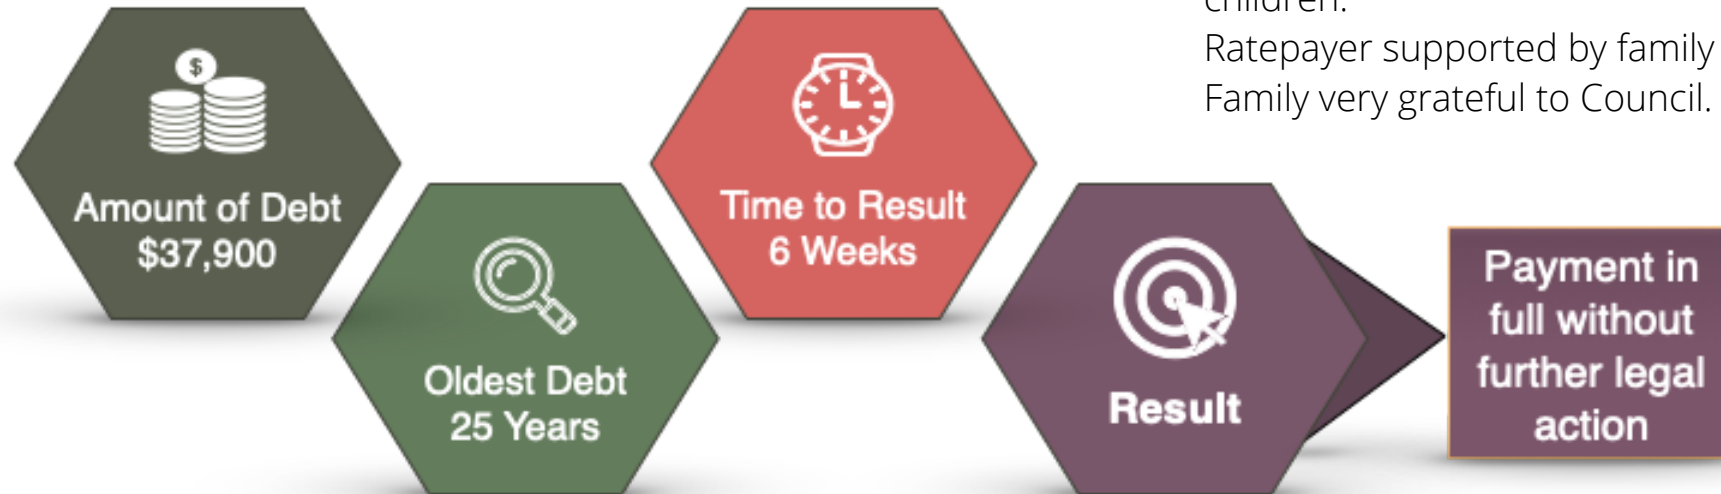 children.
Ratepayer supported by family
Family very grateful to Council.
$
Amount of Debt
$37,900
Oldest Debt
25 Years
Time to Result
6 Weeks
Result
Payment in
full without
further legal
action